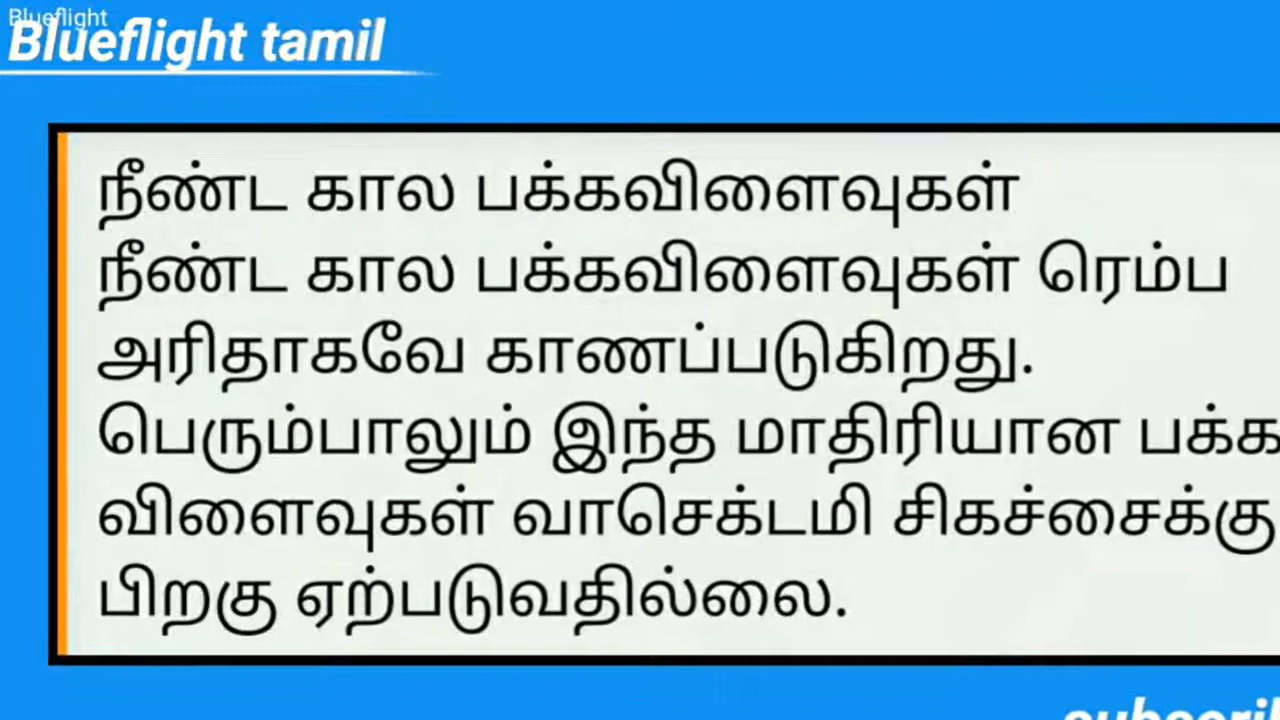 Blueflight
Blueflight tamil
நீண்ட கால பக்கவிளைவுகள்
நீண்ட கால பக்கவிளைவுகள் ரெம்ப
அரிதாகவே காணப்படுகிறது.
பெரும்பாலும் இந்த மாதிரியான பக்க
விளைவுகள் வாசெக்டமி சிகச்சைக்கு
பிறகு ஏற்படுவதில்லை.